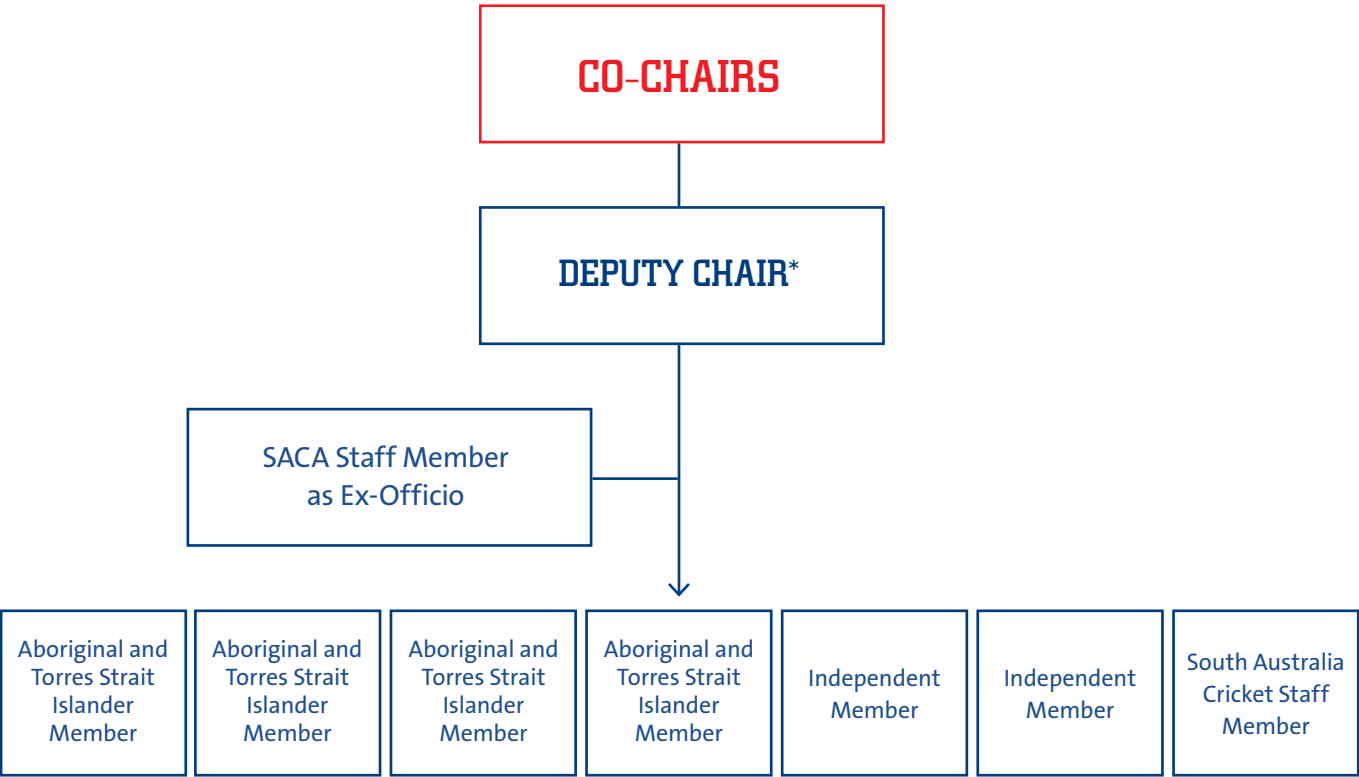 CO-CHAIRS
DEPUTY CHAIR*
SACA Staff Member
as Ex-Officio
Aboriginal and
Torres Strait
Islander
Member
Aboriginal and
Torres Strait
Islander
Member
Aboriginal and
Torres Strait
Islander
Member
Aboriginal and
Torres Strait
Islander
Member
Independent
Member
Independent
Member
South Australia
Cricket Staff
Member